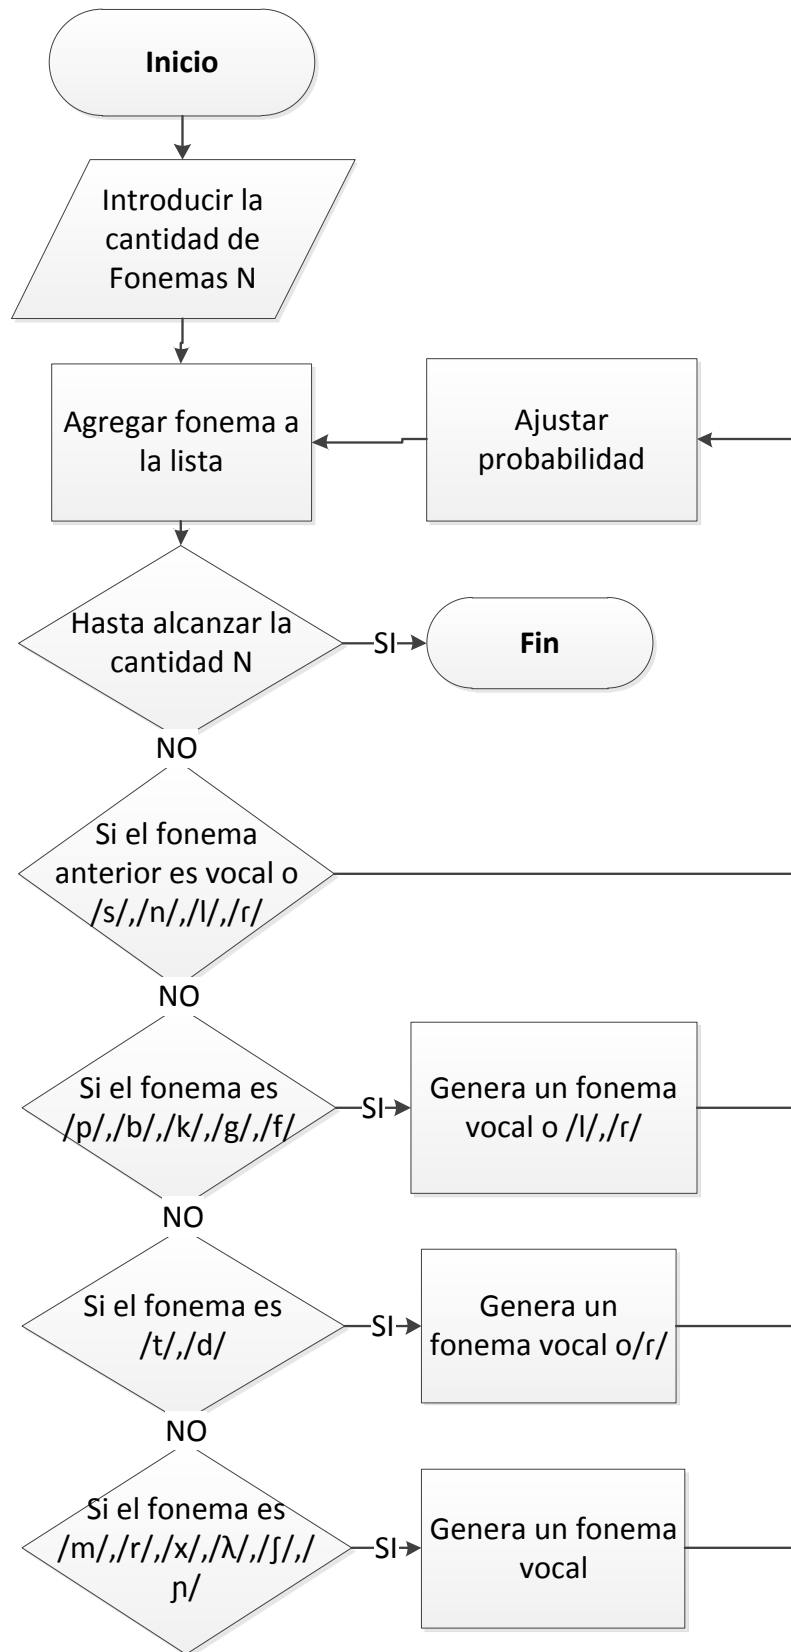 Inicio
Introducir la
cantidad de
Fonemas N
Agregar fonema a
la lista
Ajustar
probabilidad
Hasta alcanzar la
cantidad N
SI
Fin
NO
Si el fonema
anterior es vocal o
/s/,/n/,/l/,/ɾ/
NO
Si el fonema es
/p/,/b/,/k/,/g/,/f/
SI
Genera un fonema
vocal o /l/,/ɾ/
NO
Si el fonema es
/t/,/d/
SI
Genera un
fonema vocal o/ɾ/
NO
Si el fonema es
/m/,/r/,/x/,/λ/,/ʃ/,/
ɲ/
SI
Genera un fonema
vocal